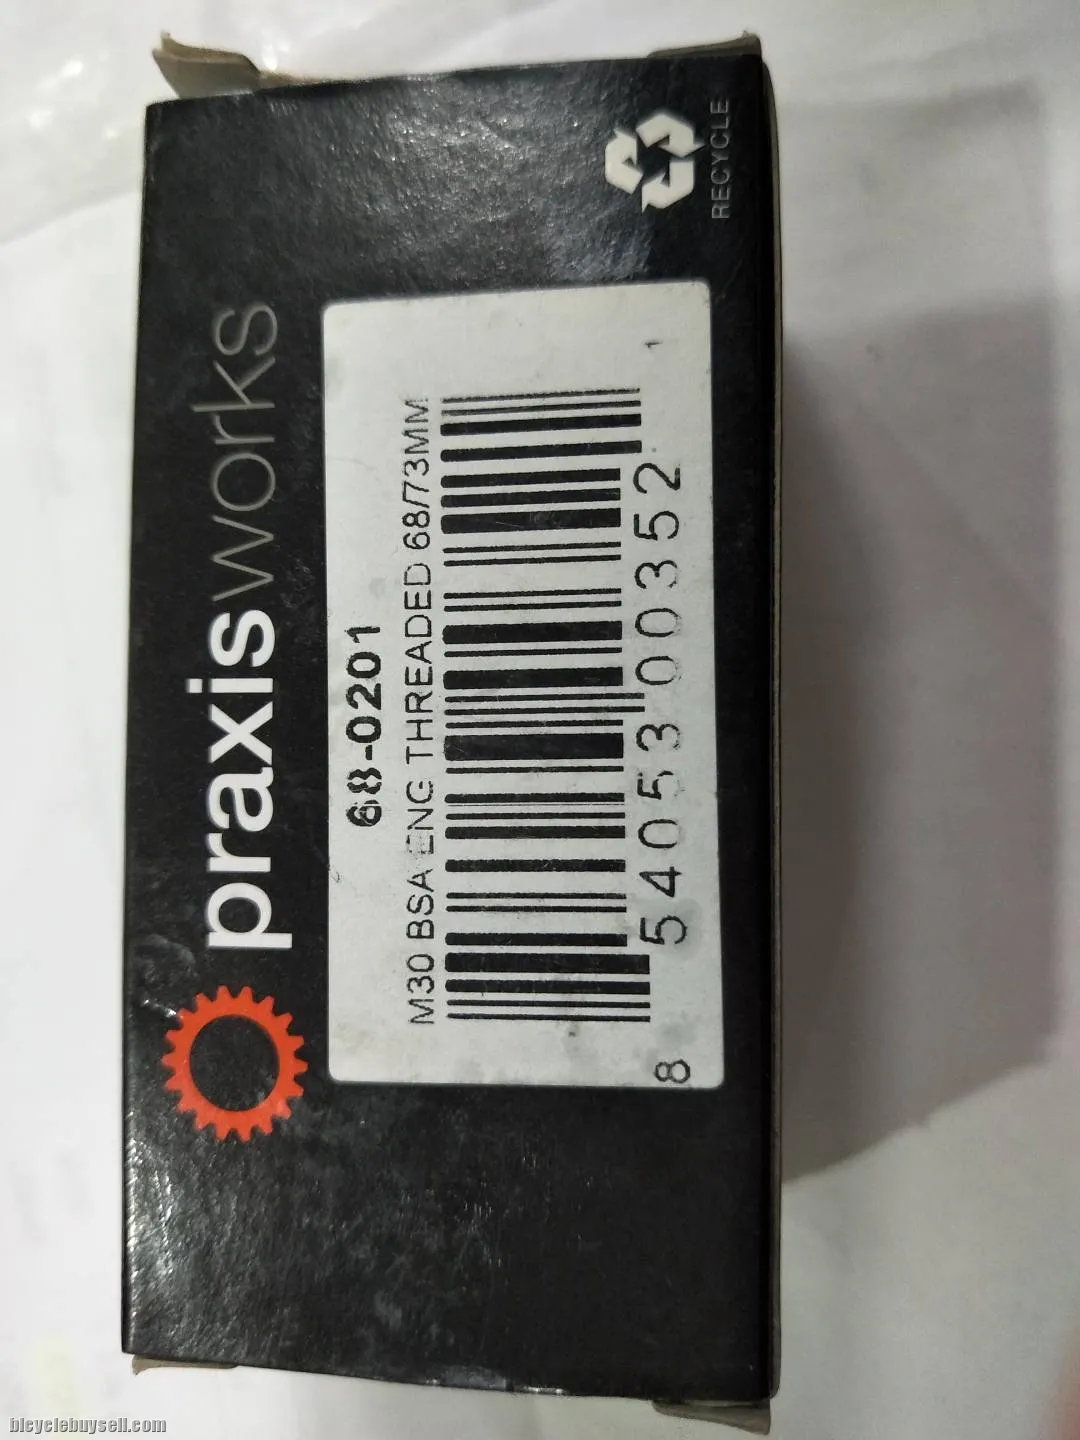 praxisworks
68-0201
M30 BSA ENG THREADED 68/73MM
8 54053 00352 1
RECYCLE
bicyclebuysell.com